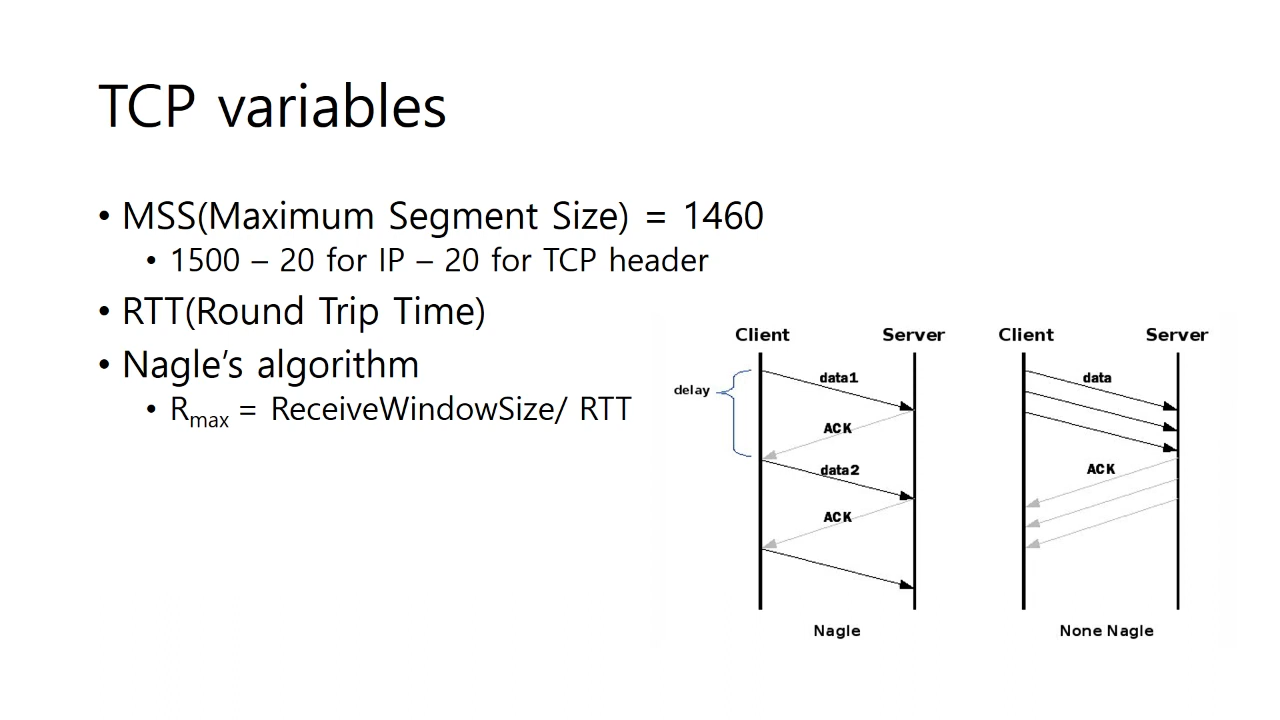 TCP variables
• MSS(Maximum Segment Size) = 1460
• 1500 – 20 for IP – 20 for TCP header
• RTT(Round Trip Time)
• Nagle’s algorithm
• Rmax = ReceiveWindowSize/ RTT
Client Server
delay
data1
ACK
data2
ACK
Nagle
Client Server
data
ACK
None Nagle